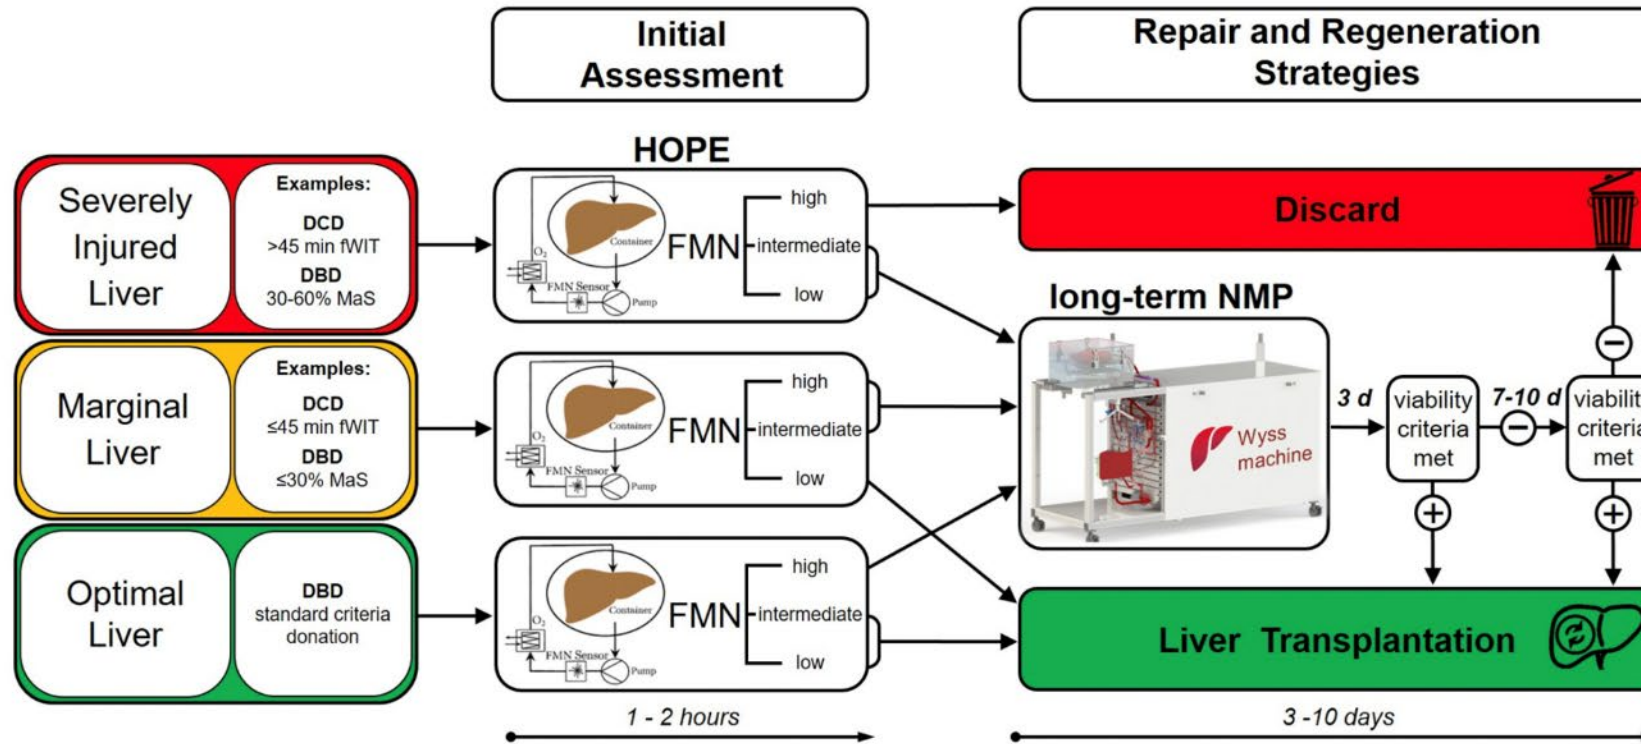 Initial
Assessment
Repair and Regeneration
Strategies
HOPE
Severely
Injured
Liver
Examples:
DCD
>45 min fWIT
DBD
30-60% MaS
O₂
Container
FMN Sensor
Pump
FMN
high
intermediate
low
Discard
long-term NMP
Marginal
Liver
Examples:
DCD
≤45 min fWIT
DBD
≤30% MaS
O₂
Container
FMN Sensor
Pump
FMN
high
intermediate
low
Wyss
machine
3 d
viability
criteria
met
7-10 d
viabilit
criteria
met
Optimal
Liver
DBD
standard criteria
donation
O₂
Container
FMN Sensor
Pump
FMN
high
intermediate
low
Liver Transplantation
1 - 2 hours
3 -10 days